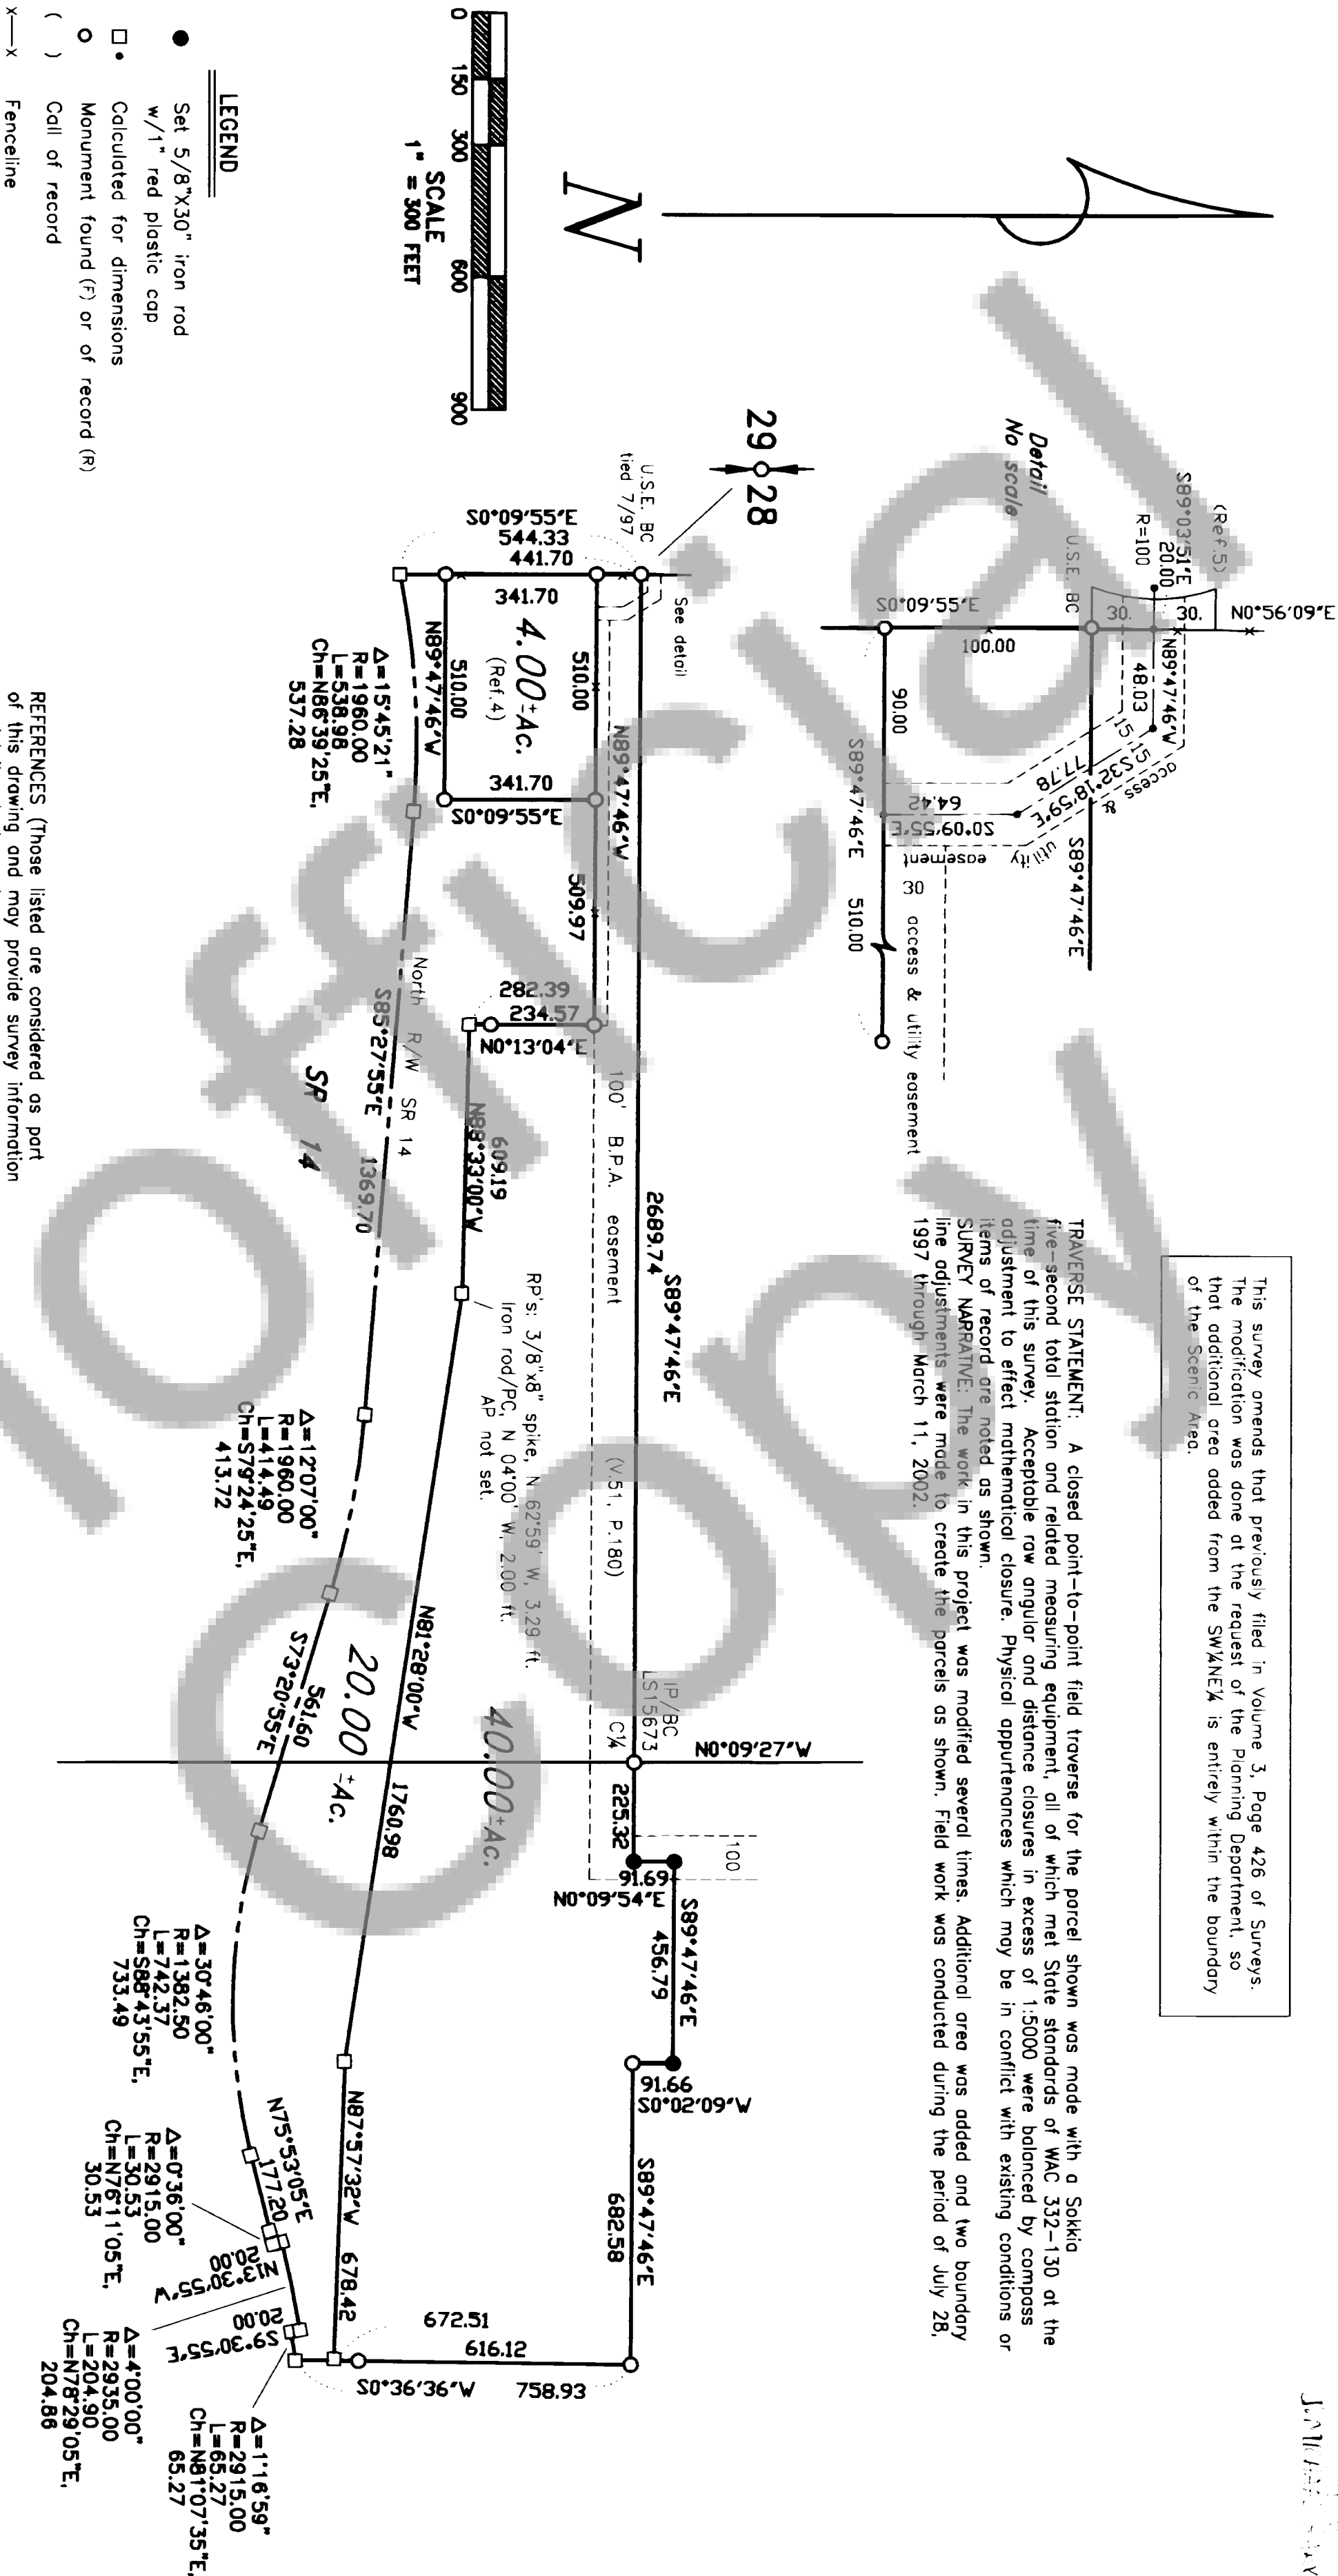 This survey amends that previously filed in Volume 3, Page 426 of Surveys.
The modification was done at the request of the Planning Department, so
that additional area added from the SW¼NE¼ is entirely within the boundary
of the Scenic Area.
TRAVERSE STATEMENT: A closed point-to-point field traverse for the parcel shown was made with a Sokkia
five-second total station and related measuring equipment, all of which met State standards of WAC 332-130 at the
time of this survey. Acceptable raw angular and distance closures in excess of 1:5000 were balanced by compass
adjustment to effect mathematical closure. Physical appurtenances which may be in conflict with existing conditions or
items of record are noted as shown.
SURVEY NARRATIVE: The work in this project was modified several times. Additional area was added and two boundary
line adjustments were made to create the parcels as shown. Field work was conducted during the period of July 28,
1997 through March 11, 2002.
N
(Ref.5)
S89°03'51"E
20.00
R=100
N0°56'09"E
30.
30.
N89°47'46"W
48.03
15
15
S32°18'59"E
77.78
access
&
utility
easement
U.S.E. BC
S89°47'46"E
Detail
No scale
S0°09'55"E
100.00
90.00
64.42
S0°09'55"E
S89°47'46"E
510.00
30
access & utility easement
29
28
U.S.E. BC
tied 7/97
See detail
S0°09'55"E
544.33
441.70
341.70
4.00±Ac.
(Ref.4)
510.00
N89°47'46"W
510.00
N89°47'46"W
341.70
S0°09'55"E
509.97
282.39
234.57
N0°13'04"E
100' B.P.A. easement
(V.51, P.180)
2689.74
S89°47'46"E
609.19
N88°33'00"W
RP's: 3/8"x8" spike, N 62°59' W, 3.29 ft.
Iron rod/PC, N 04°00' W, 2.00 ft.
AP not set.
IP/BC
LS15673
C¼
N0°09'27"W
225.32
100
91.69
N0°09'54"E
S89°47'46"E
456.79
91.66
S0°02'09"W
S89°47'46"E
682.58
40.00±Ac.
N81°28'00"W
1760.98
20.00±Ac.
N87°57'32"W 678.42
672.51
616.12
S0°36'36"W
758.93
Δ=15°45'21"
R=1960.00
L=538.98
Ch=N86°39'25"E,
537.28
North R/W SR 14
S85°27'55"E
1369.70
SR 14
Δ=12°07'00"
R=1960.00
L=414.49
Ch=S79°24'25"E,
413.72
561.60
S73°20'55"E
Δ=30°46'00"
R=1382.50
L=742.37
Ch=S88°43'55"E,
733.49
N75°53'05"E
177.20
Δ=0°36'00"
R=2915.00
L=30.53
Ch=N76°11'05"E,
30.53
N13°30'55"W
20.00
Δ=4°00'00"
R=2935.00
L=204.90
Ch=N78°29'05"E,
204.86
S9°30'55"E
20.00
Δ=1°16'59"
R=2915.00
L=65.27
Ch=N81°07'35"E,
65.27
0 150 300 600 900
SCALE
1" = 300 FEET
LEGEND
Set 5/8"X30" iron rod
w/1" red plastic cap
Calculated for dimensions
Monument found (F) or of record (R)
( ) Call of record
x—x Fenceline
REFERENCES (Those listed are considered as part
of this drawing and may provide survey information
Unofficial
Copy